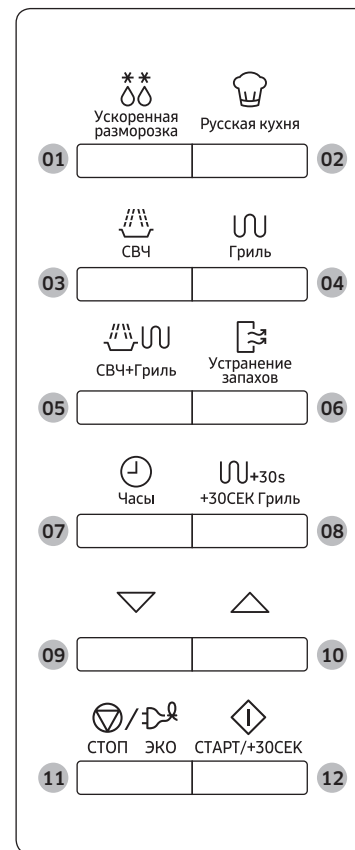 Ускоренная
разморозка
Русская кухня
01
02
СВЧ
Гриль
03
04
СВЧ+Гриль
Устранение
запахов
05
06
Часы
+30s
+30СЕК Гриль
07
08
09
10
СТОП / ЭКО
СТАРТ/+30СЕК
11
12